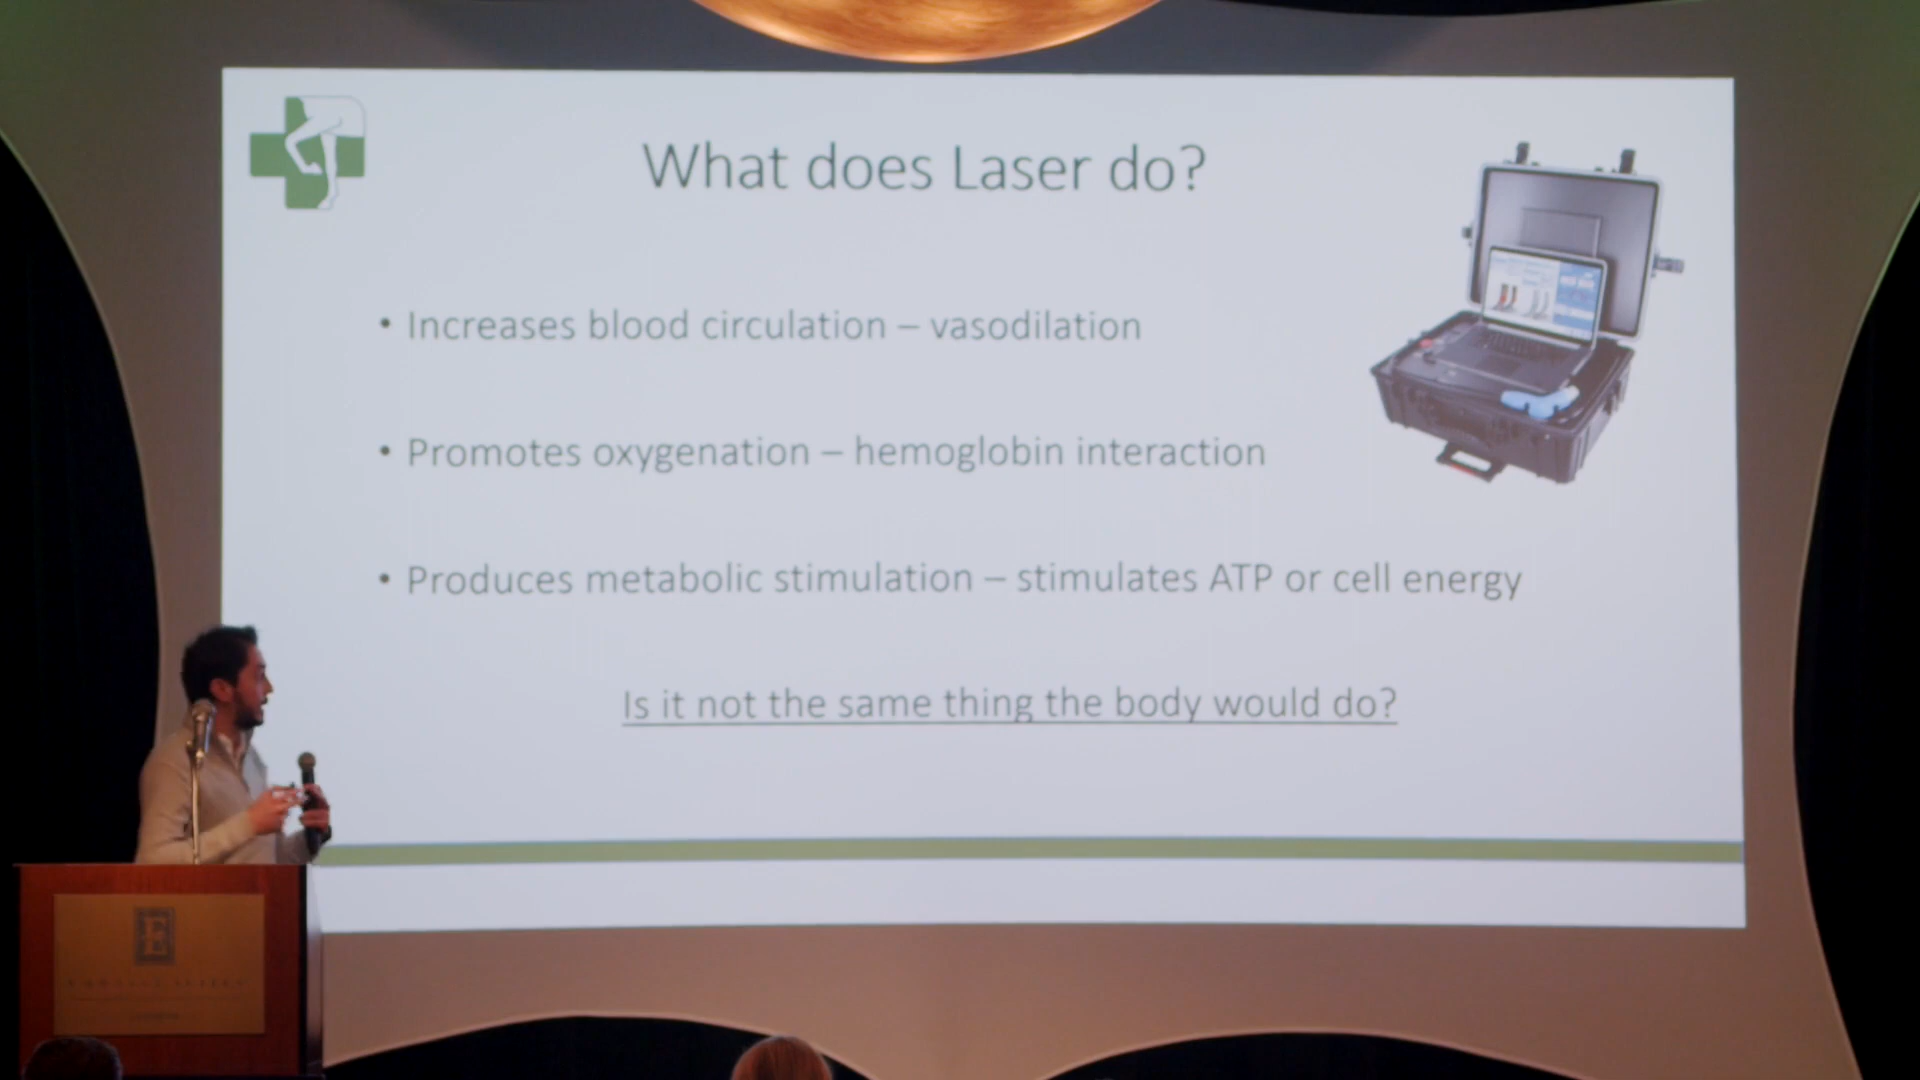 What does Laser do?
• Increases blood circulation – vasodilation
• Promotes oxygenation – hemoglobin interaction
• Produces metabolic stimulation – stimulates ATP or cell energy
Is it not the same thing the body would do?
E